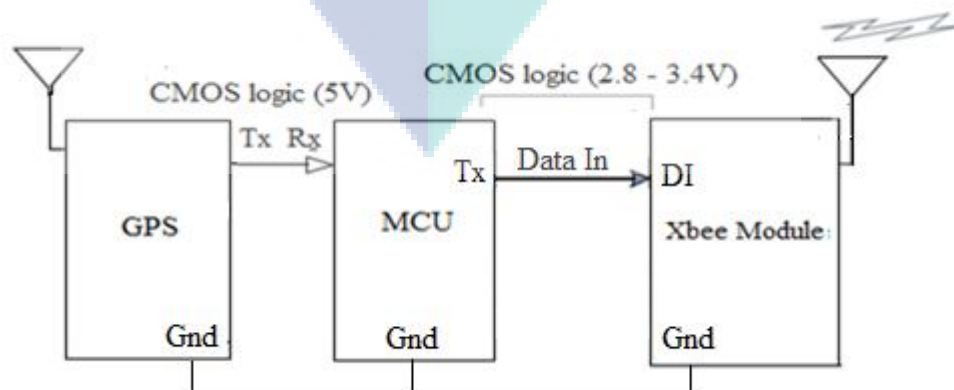 CMOS logic (5V)
CMOS logic (2.8 - 3.4V)
Tx Rx
Tx
Data In
DI
GPS
MCU
Xbee Module
Gnd
Gnd
Gnd